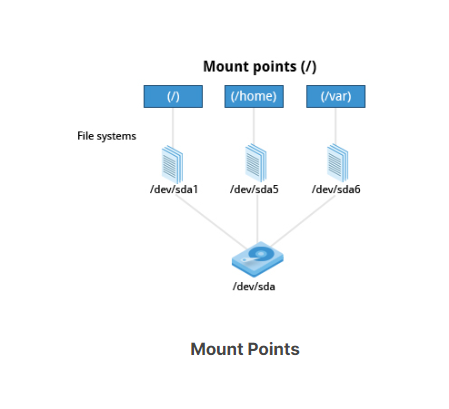 Mount points (/)
(/)
(/home)
(/var)
File systems
/dev/sda1
/dev/sda5
/dev/sda6
/dev/sda
Mount Points